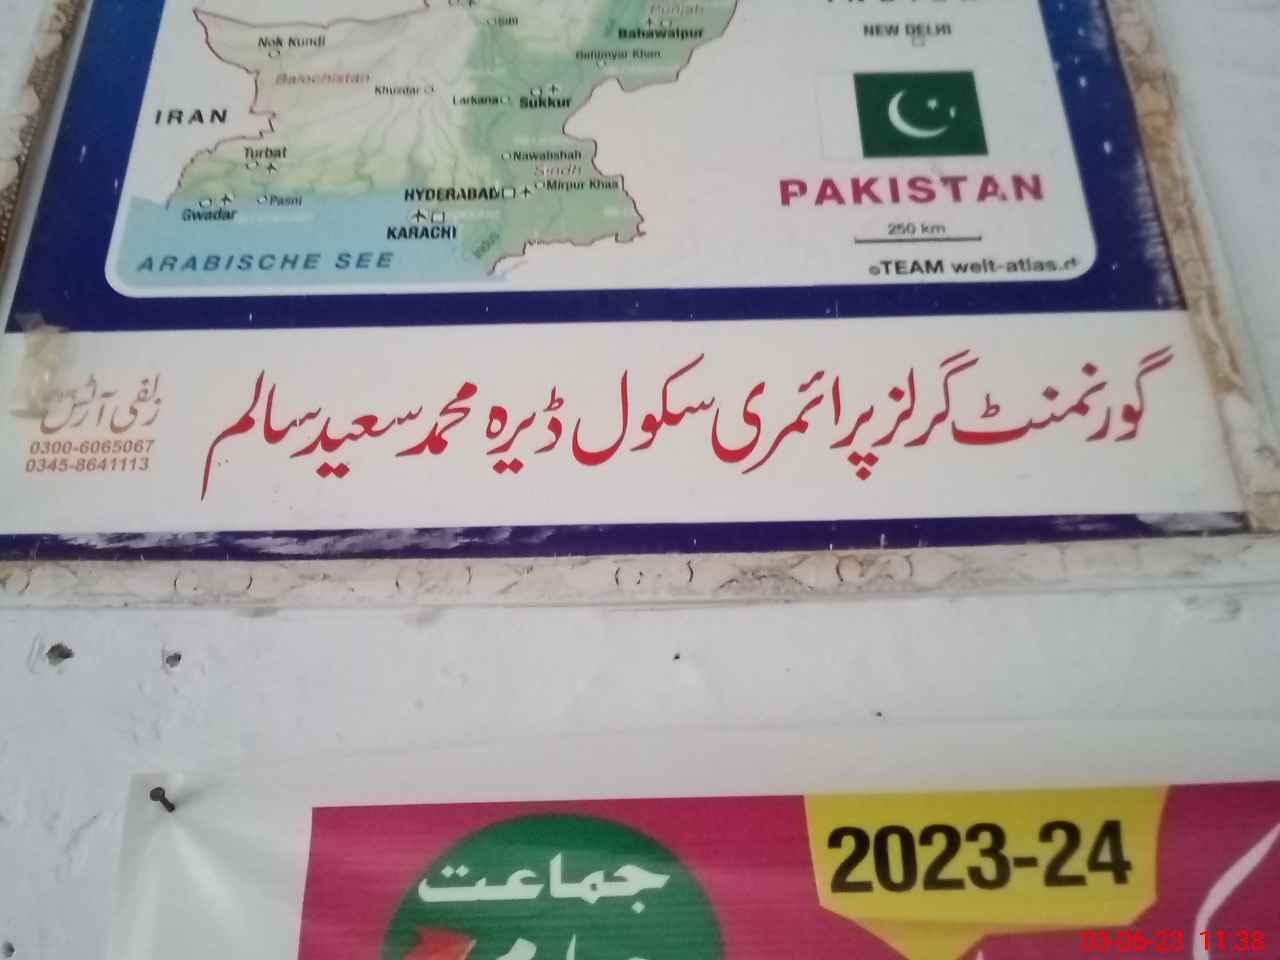 Sibi
Punjab
Bahawalpur
NEW DELHI
Nok Kundi
Rahimyar Khan
Balochistan
Khuzdar
Larkana
Sukkur
IRAN
Turbat
Nawabshah
Sindh
HYDERABAD
Mirpur Khas
Pasni
Gwadar
KARACHI
INDUS
PAKISTAN
250 km
ARABISCHE SEE
©TEAM welt-atlas.d
گورنمنٹ گرلز پرائمری سکول ڈیرہ محمد سعید سالم
زلفی آرٹس
0300-6065067
0345-8641113
2023-24
جماعت
03-06-23 11:38